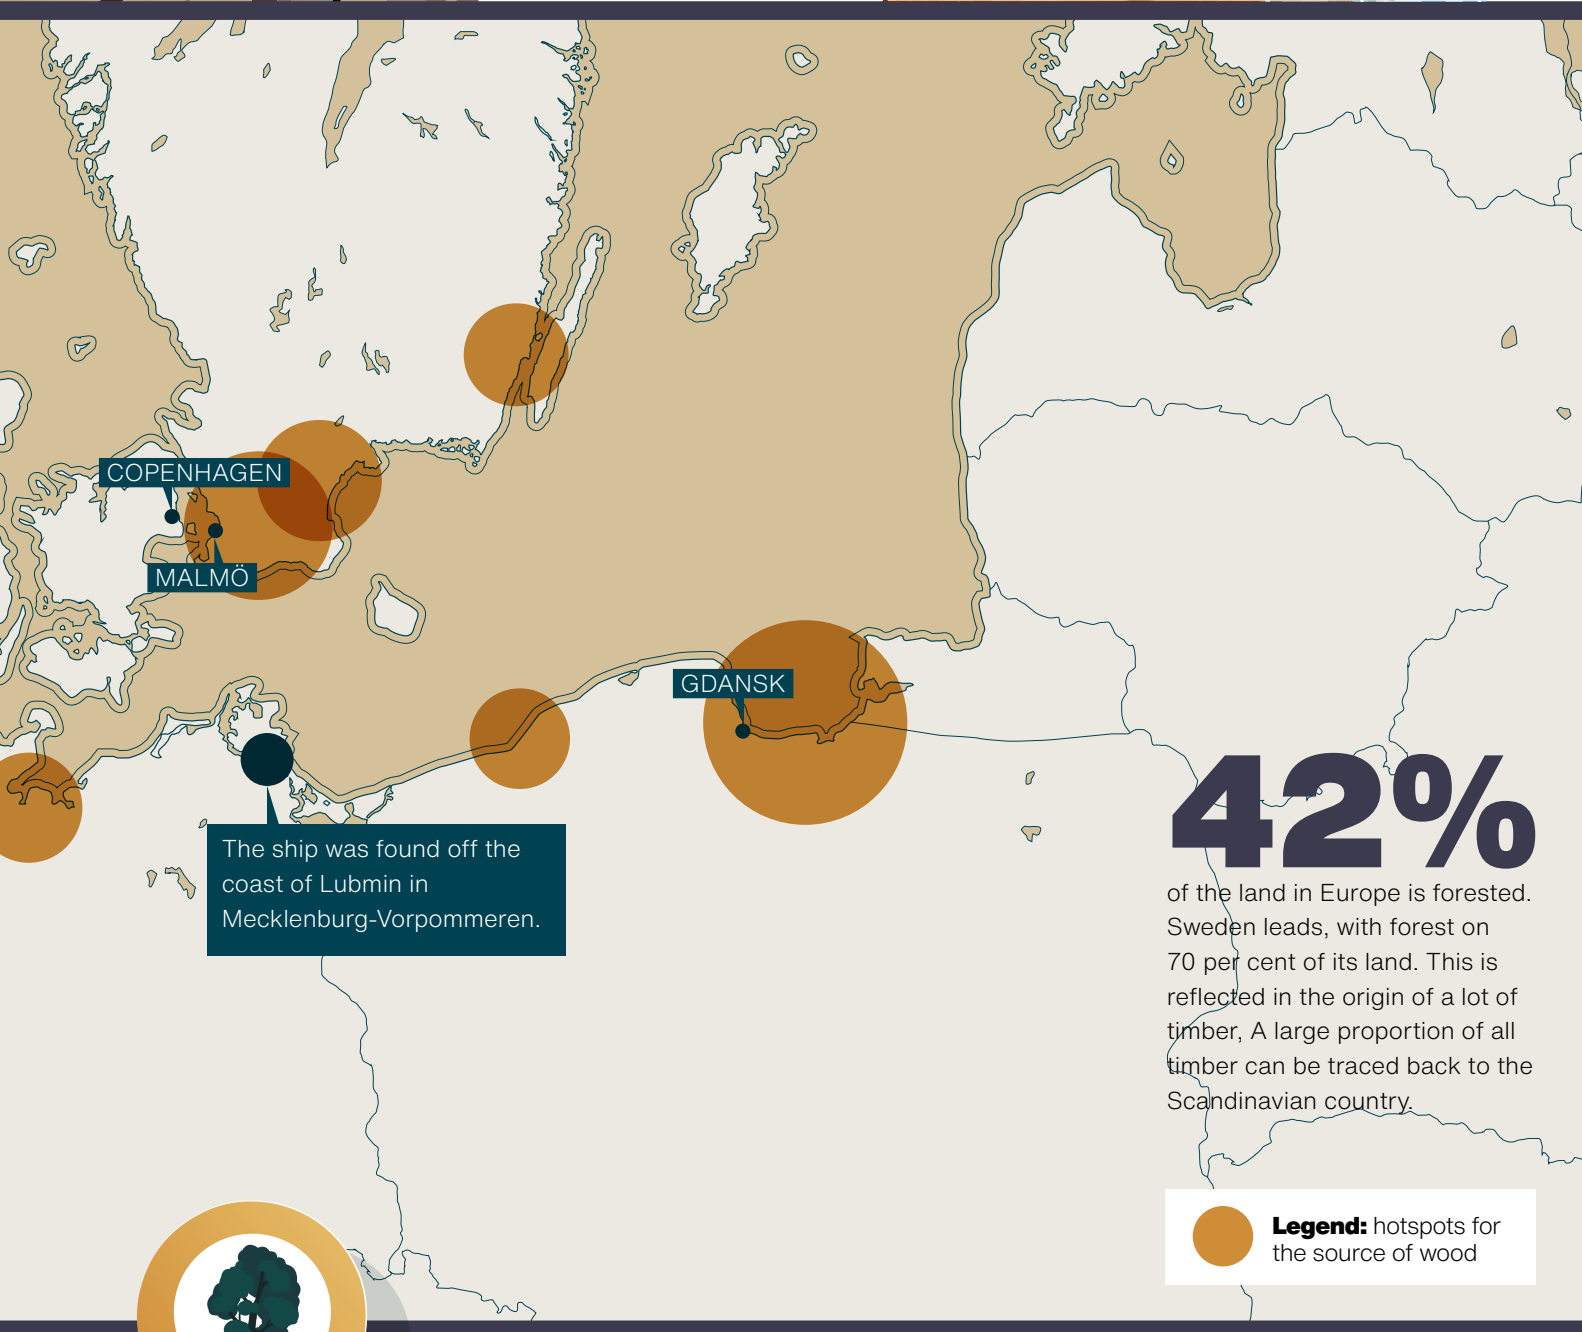 COPENHAGEN
MALMÖ
GDANSK
The ship was found off the
coast of Lubmin in
Mecklenburg-Vorpommeren.
42%
of the land in Europe is forested.
Sweden leads, with forest on
70 per cent of its land. This is
reflected in the origin of a lot of
timber, A large proportion of all
timber can be traced back to the
Scandinavian country.
Legend: hotspots for
the source of wood